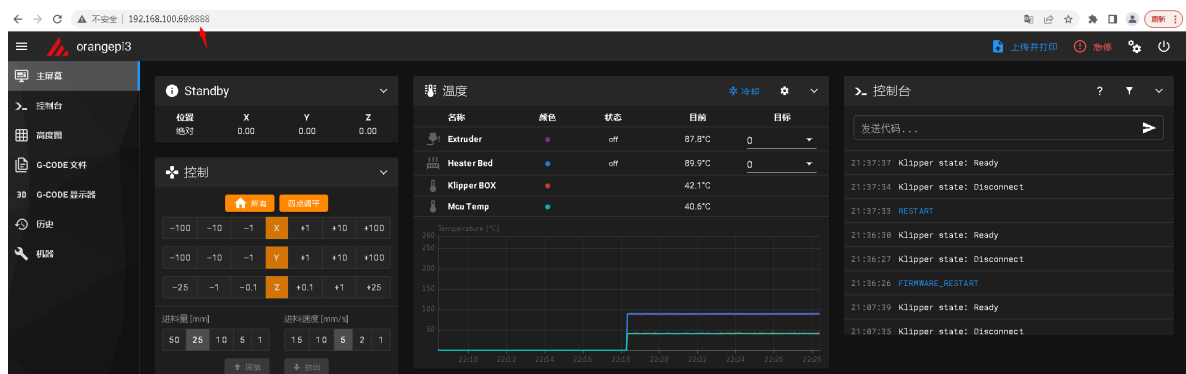 不安全 | 192.168.100.69:8888
更新
orangepi3
上传并打印 急停
主屏幕
控制台
高度图
G-CODE 文件
3D G-CODE 显示器
历史
机器
Standby
位置 X Y Z
绝对 0.00 0.00 0.00
控制
所有 四点调平
-100 -10 -1 X +1 +10 +100
-100 -10 -1 Y +1 +10 +100
-25 -1 -0.1 Z +0.1 +1 +25
进料量 [mm] 进料速度 [mm/s]
50 25 10 5 1 15 10 5 2 1
回抽 挤出
温度 冷却
名称 颜色 状态 目前 目标
Extruder off 87.8°C 0
Heater Bed off 89.9°C 0
Klipper BOX 42.1°C
Mcu Temp 40.6°C
Temperature [°C]
260
250
200
150
100
50
22:10 22:12 22:14 22:16 22:18 22:20 22:22 22:24 22:26 22:28
控制台 ?
发送代码...
21:37:37 Klipper state: Ready
21:37:34 Klipper state: Disconnect
21:37:33 RESTART
21:36:30 Klipper state: Ready
21:36:27 Klipper state: Disconnect
21:36:26 FIRMWARE_RESTART
21:07:39 Klipper state: Ready
21:07:35 Klipper state: Disconnect